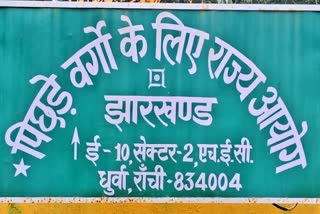 पिछड़े वर्गो के लिए राज्य आयोग
झारखण्ड
ई - 10, सेक्टर - 2, एच.ई.सी.
धुर्वा, राँची - 834004